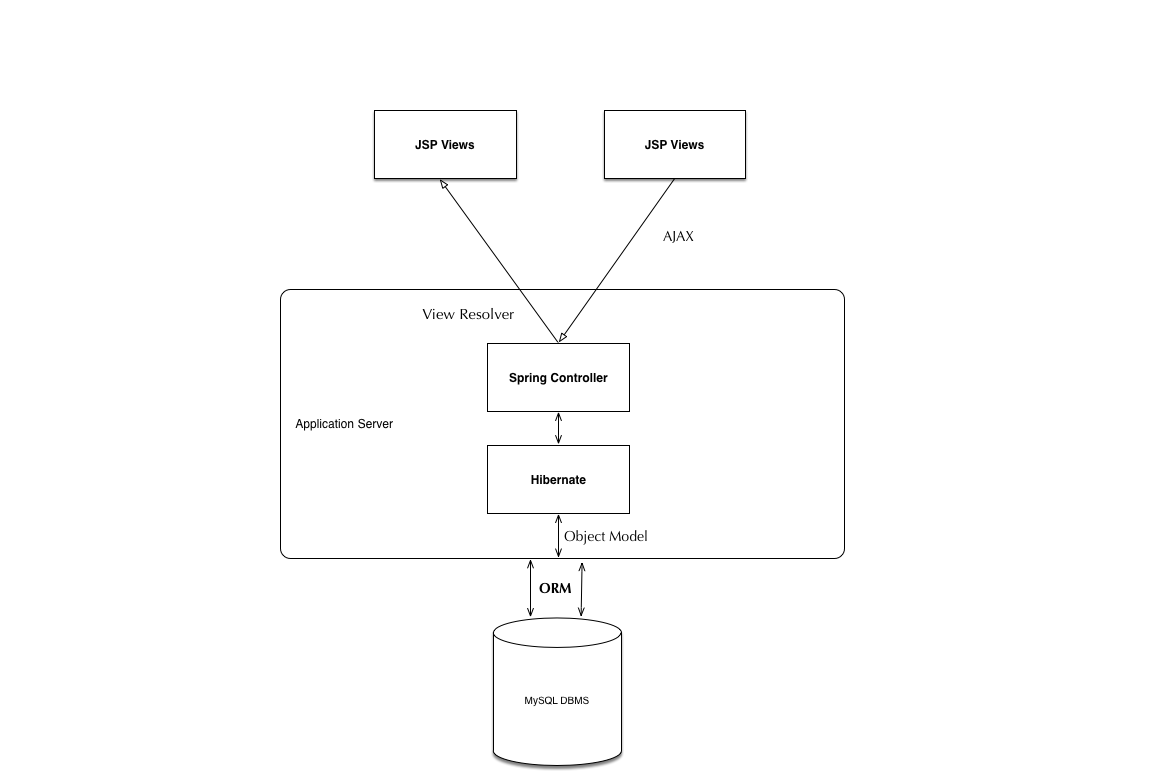 JSP Views
JSP Views
AJAX
View Resolver
Spring Controller
Application Server
Hibernate
Object Model
ORM
MySQL DBMS